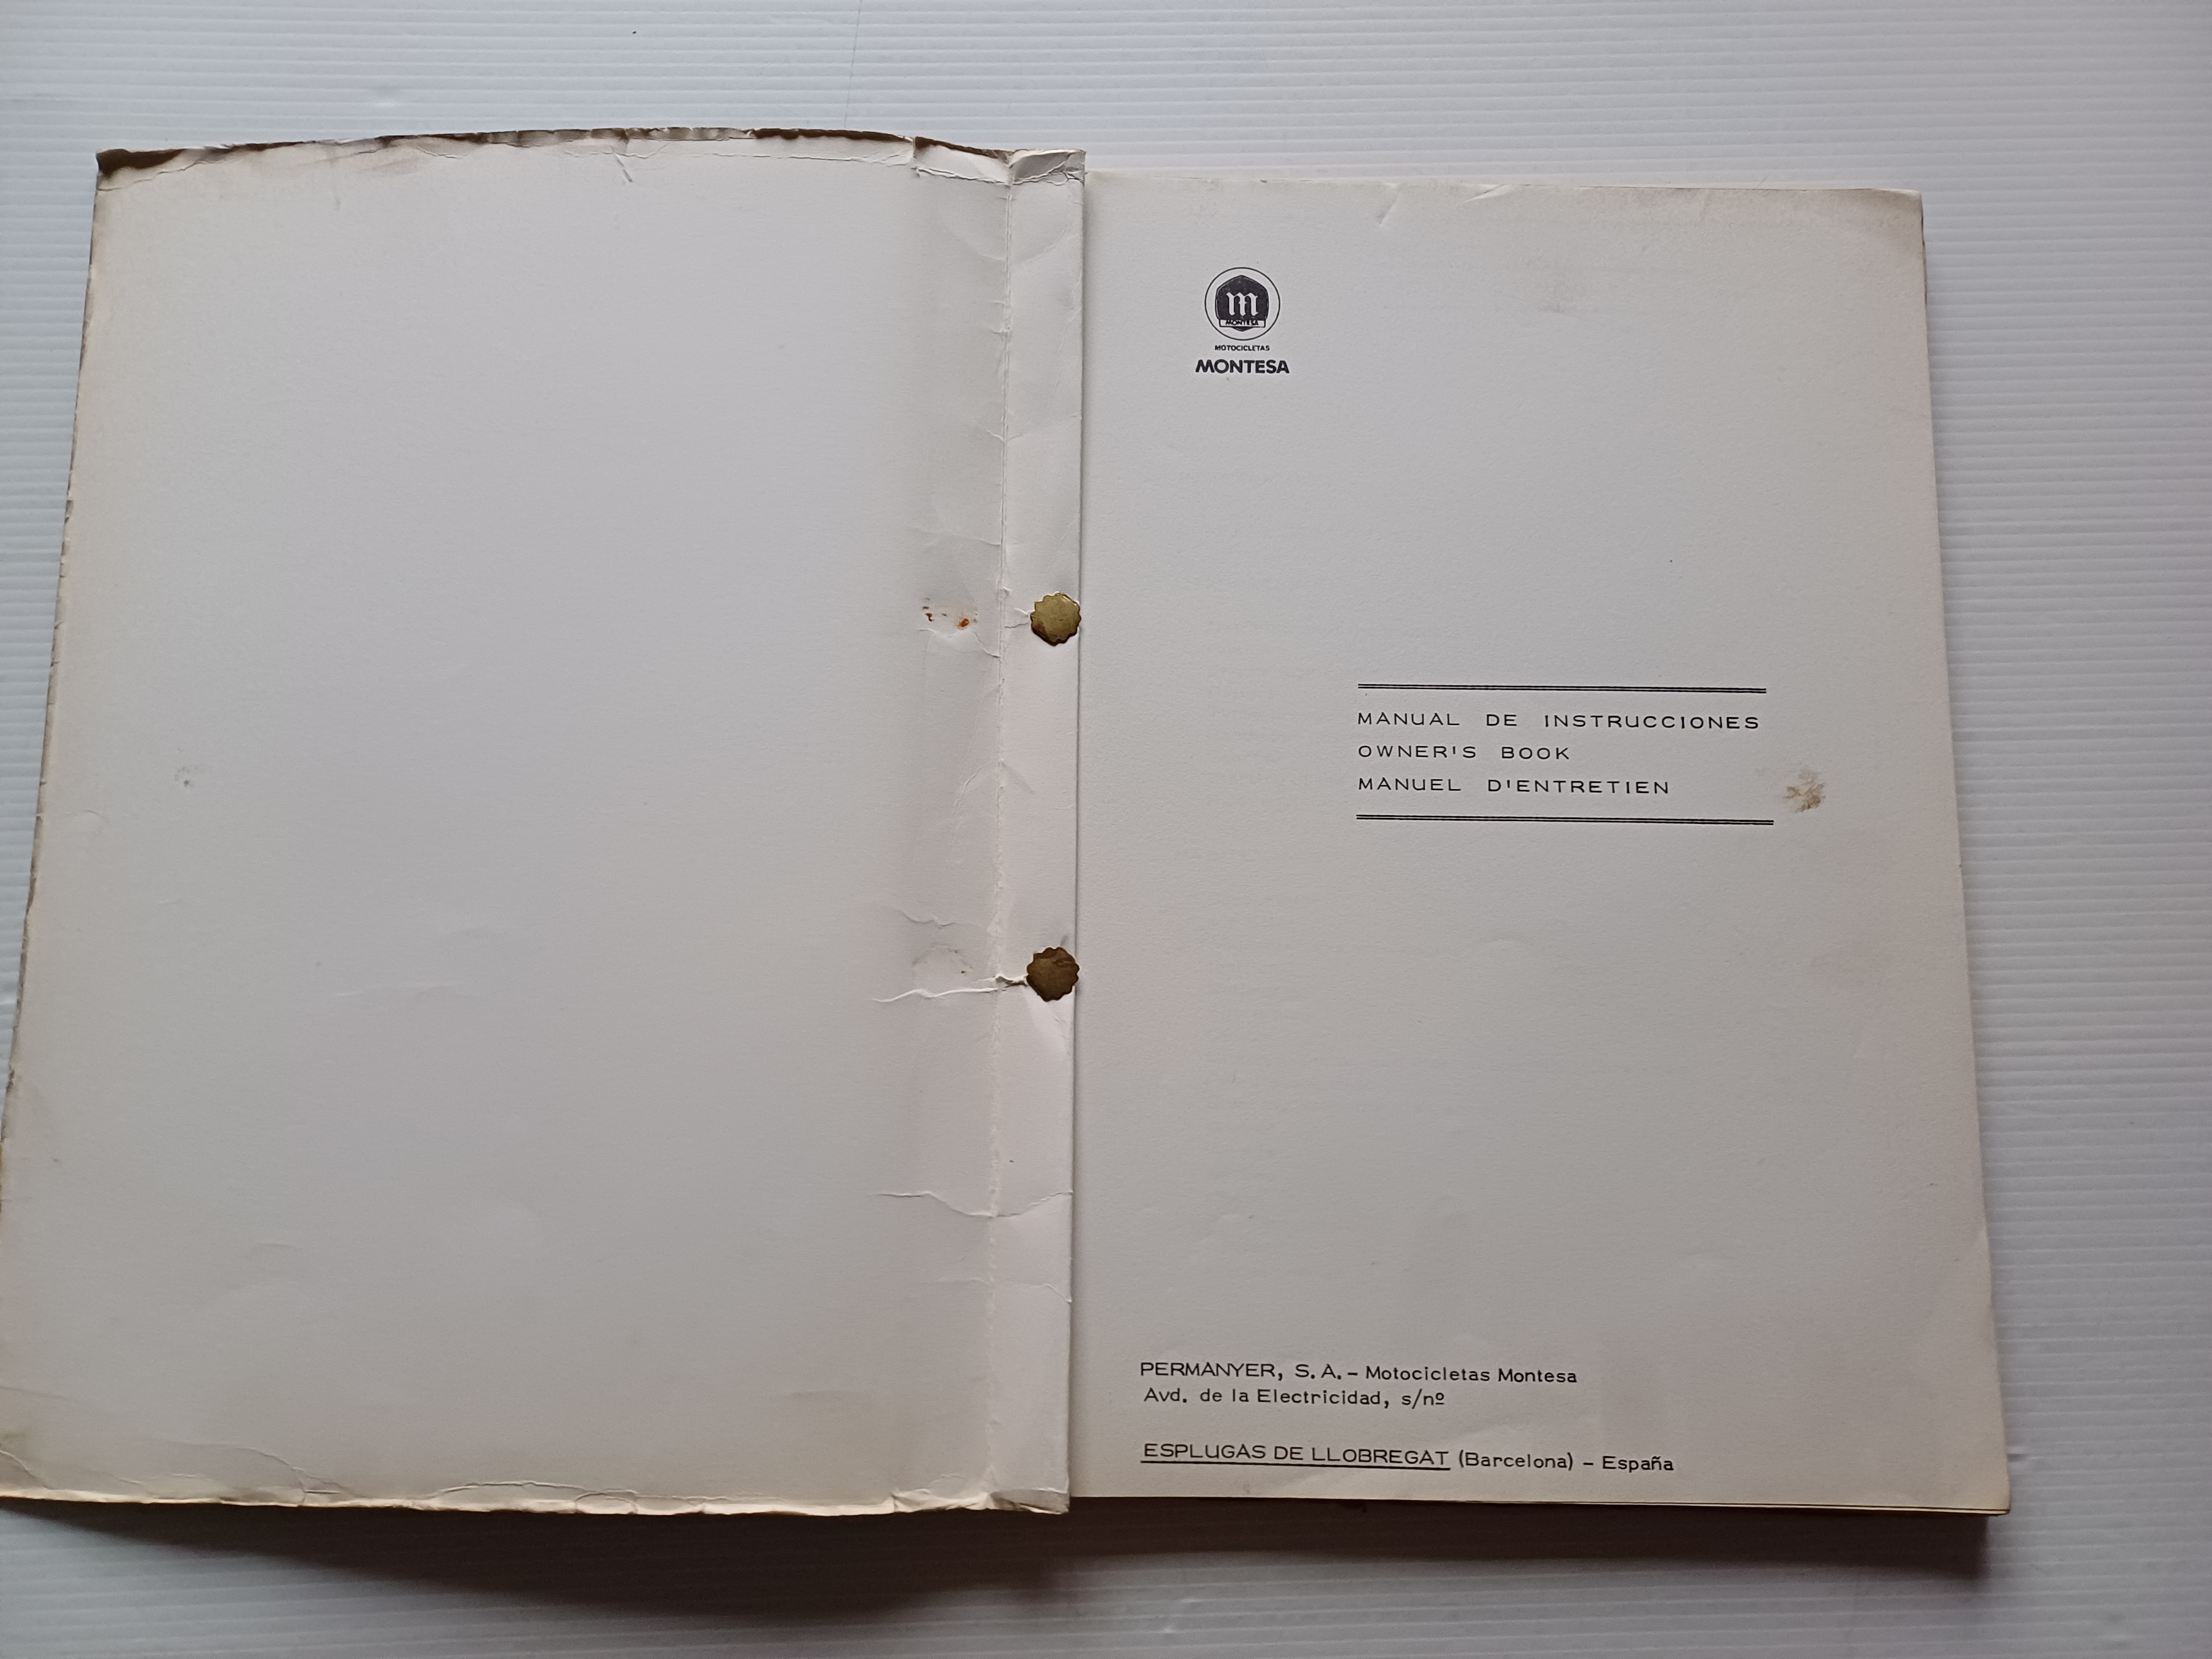 m
MONTESA
MOTOCICLETAS
MONTESA
MANUAL DE INSTRUCCIONES
OWNER'S BOOK
MANUEL D'ENTRETIEN
PERMANYER, S.A. - Motocicletas Montesa
Avd. de la Electricidad, s/nº
ESPLUGAS DE LLOBREGAT (Barcelona) - España